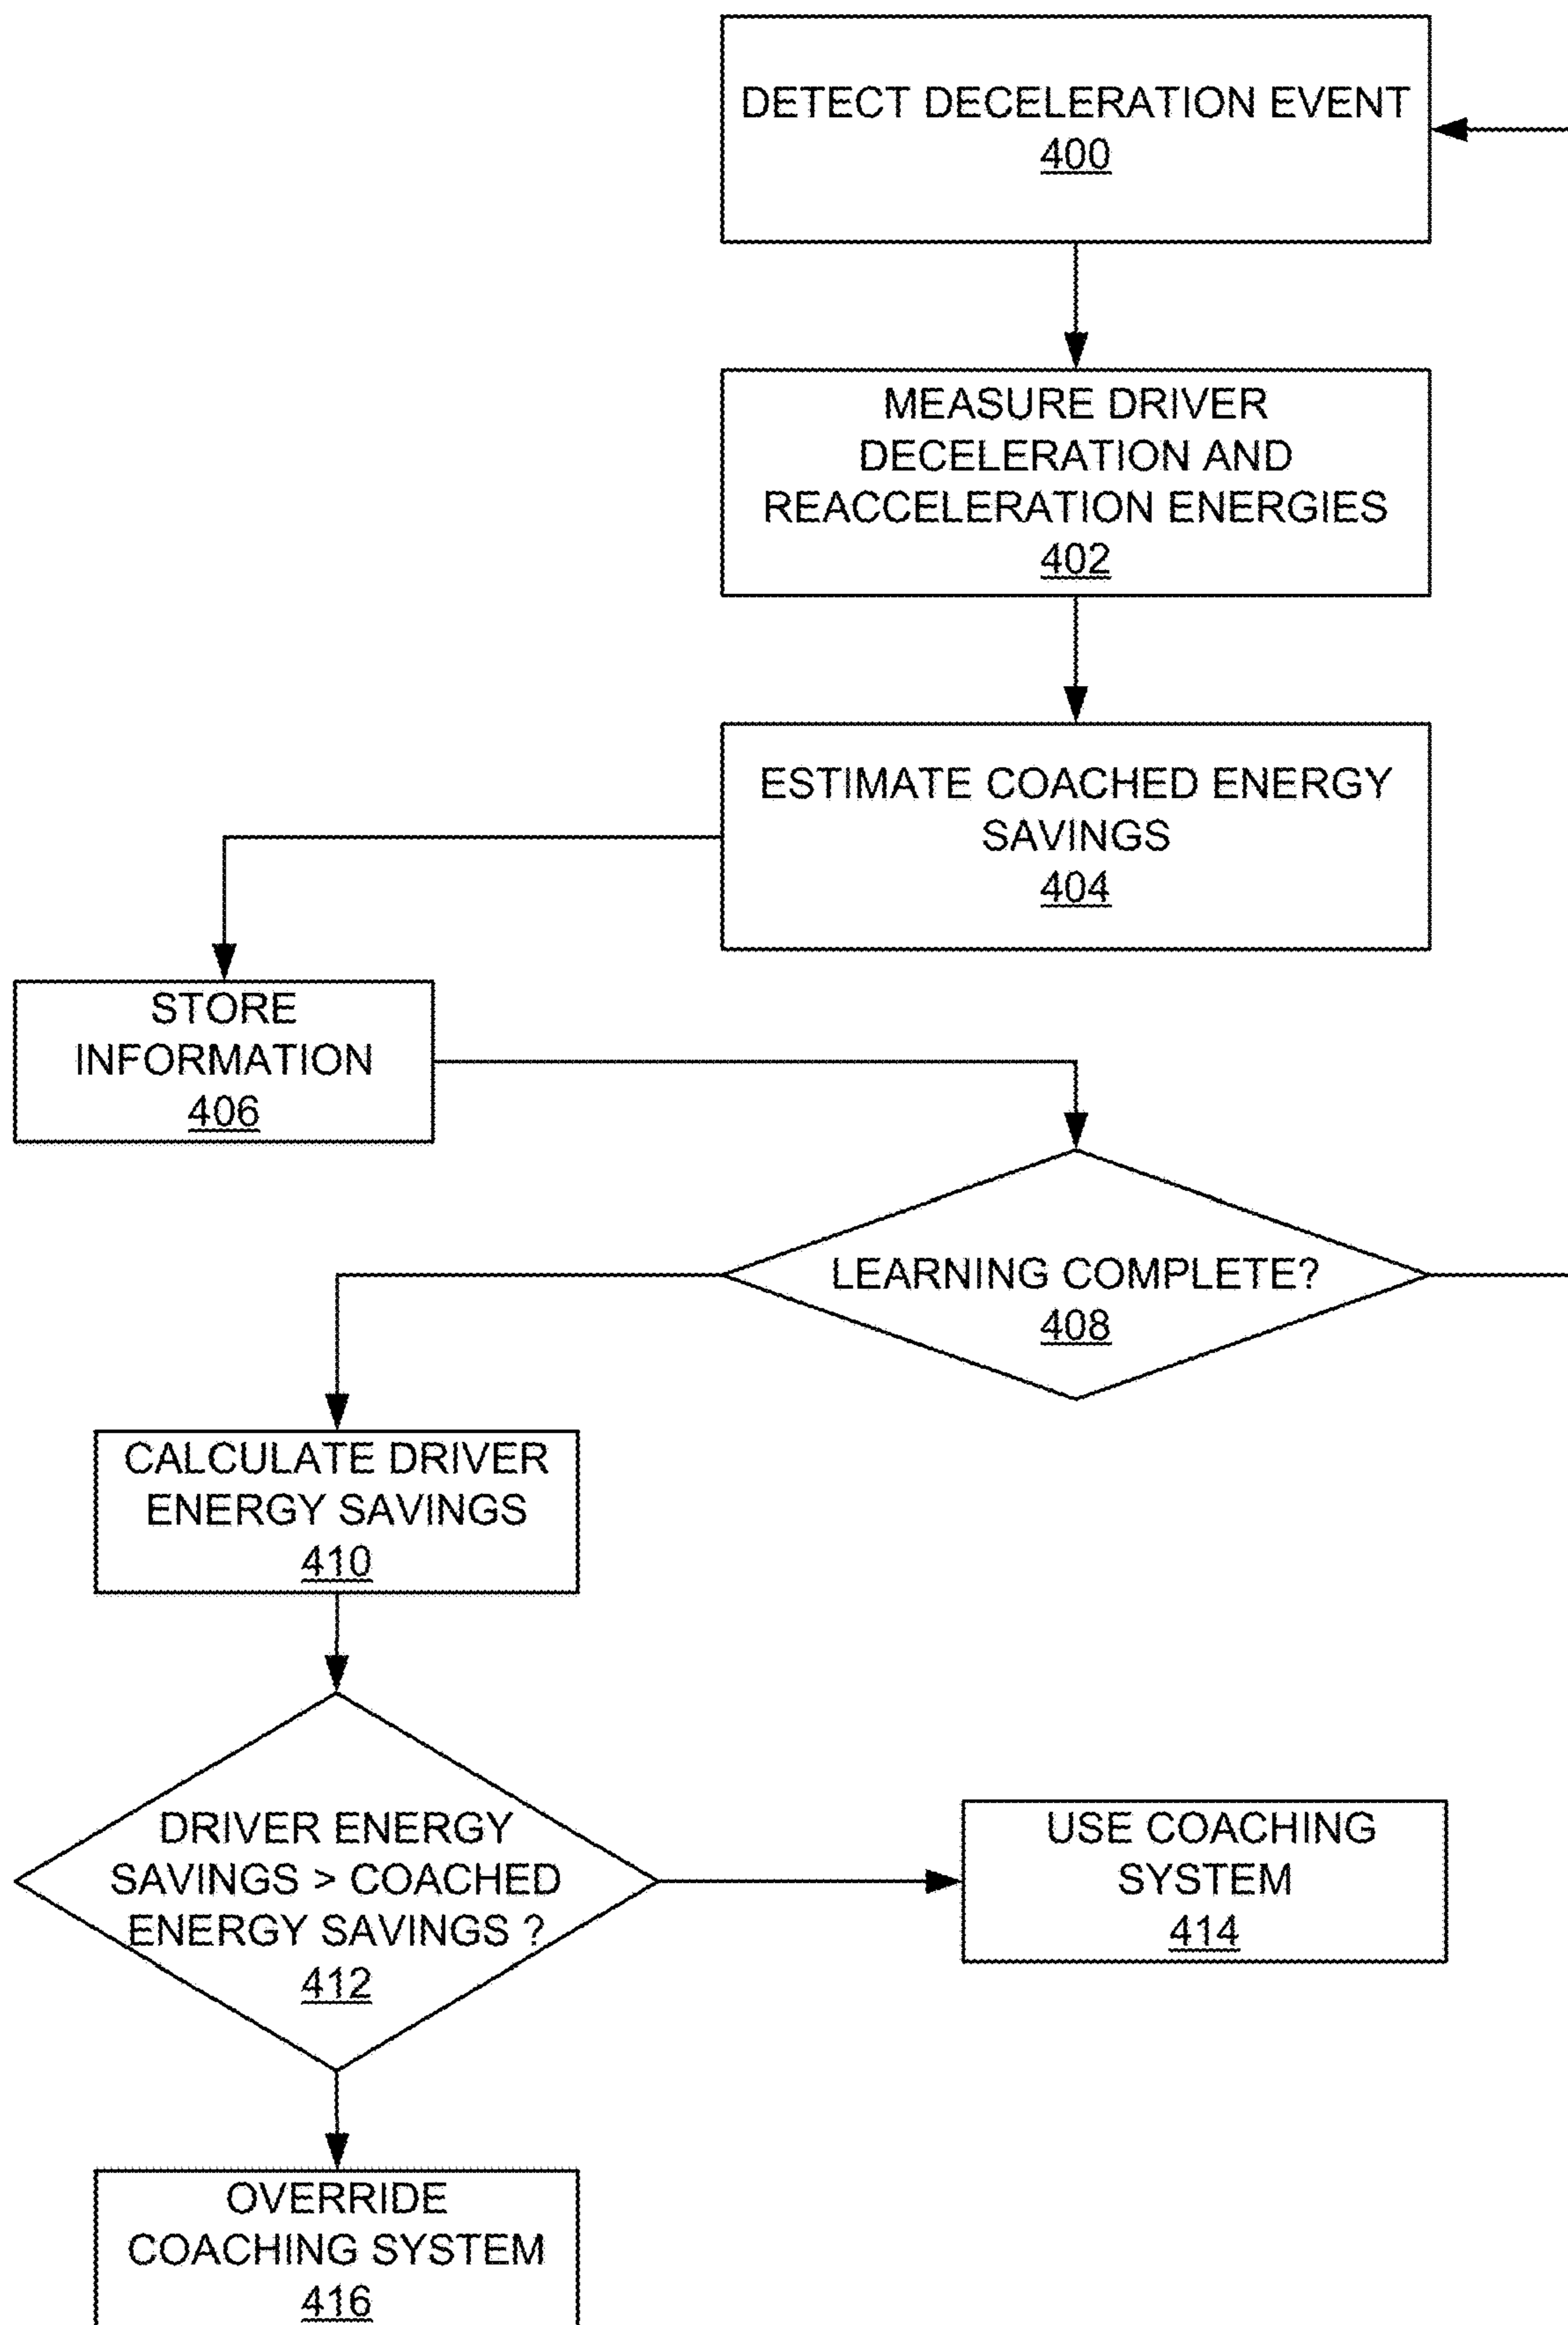 DETECT DECELERATION EVENT
400
MEASURE DRIVER
DECELERATION AND
REACCELERATION ENERGIES
402
ESTIMATE COACHED ENERGY
SAVINGS
404
STORE
INFORMATION
406
LEARNING COMPLETE?
408
CALCULATE DRIVER
ENERGY SAVINGS
410
DRIVER ENERGY
SAVINGS > COACHED
ENERGY SAVINGS ?
412
USE COACHING
SYSTEM
414
OVERRIDE
COACHING SYSTEM
416